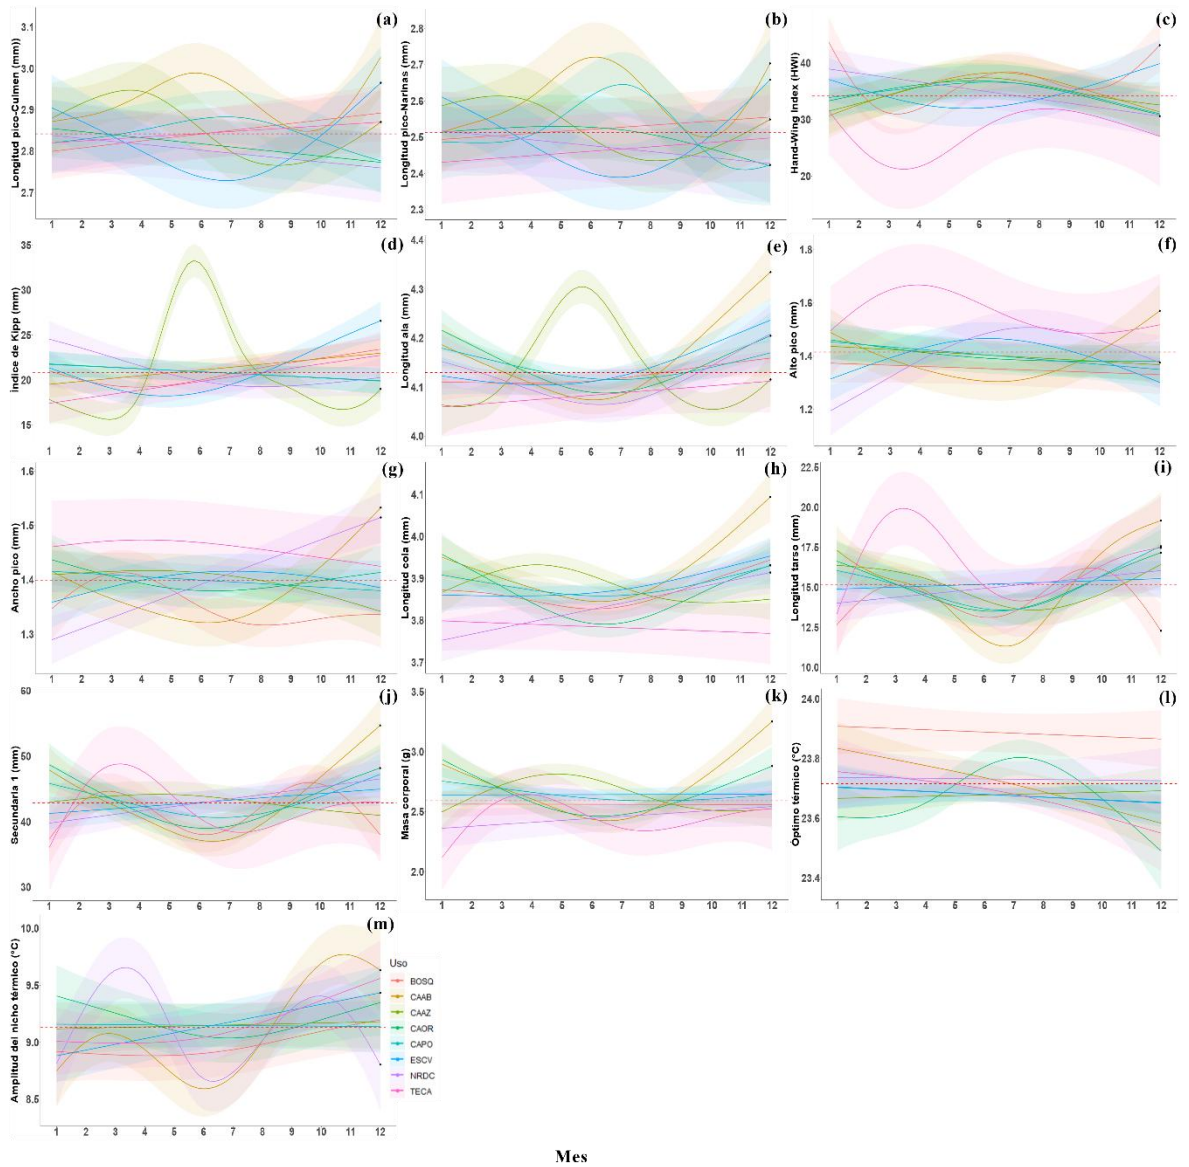 (a)
Longitud pico-Culmen (mm))
3.1
3.0
2.9
2.8
2.7
1 2 3 4 5 6 7 8 9 10 11 12
(b)
Longitud pico-Narinas (mm)
2.8
2.7
2.6
2.5
2.4
2.3
1 2 3 4 5 6 7 8 9 10 11 12
(c)
Hand-Wing Index (HWI)
40
30
20
1 2 3 4 5 6 7 8 9 10 11 12
(d)
Índice de Kipp (mm)
35
30
25
20
15
1 2 3 4 5 6 7 8 9 10 11 12
(e)
Longitud ala (mm)
4.4
4.3
4.2
4.1
4.0
1 2 3 4 5 6 7 8 9 10 11 12
(f)
Alto pico (mm)
1.8
1.6
1.4
1.2
1 2 3 4 5 6 7 8 9 10 11 12
(g)
Ancho pico (mm)
1.6
1.5
1.4
1.3
1 2 3 4 5 6 7 8 9 10 11 12
(h)
Longitud cola (mm)
4.1
4.0
3.9
3.8
3.7
1 2 3 4 5 6 7 8 9 10 11 12
(i)
Longitud tarso (mm)
22.5
20.0
17.5
15.0
12.5
10.0
1 2 3 4 5 6 7 8 9 10 11 12
(j)
Secundaria 1 (mm)
60
50
40
30
1 2 3 4 5 6 7 8 9 10 11 12
(k)
Masa corporal (g)
3.5
3.0
2.5
2.0
1 2 3 4 5 6 7 8 9 10 11 12
(l)
Óptimo térmico (°C)
24.0
23.8
23.6
23.4
1 2 3 4 5 6 7 8 9 10 11 12
(m)
Amplitud del nicho térmico (°C)
10.0
9.5
9.0
8.5
1 2 3 4 5 6 7 8 9 10 11 12
Uso
BOSQ
CAAB
CAAZ
CAOR
CAPO
ESCV
NRDC
TECA
Mes